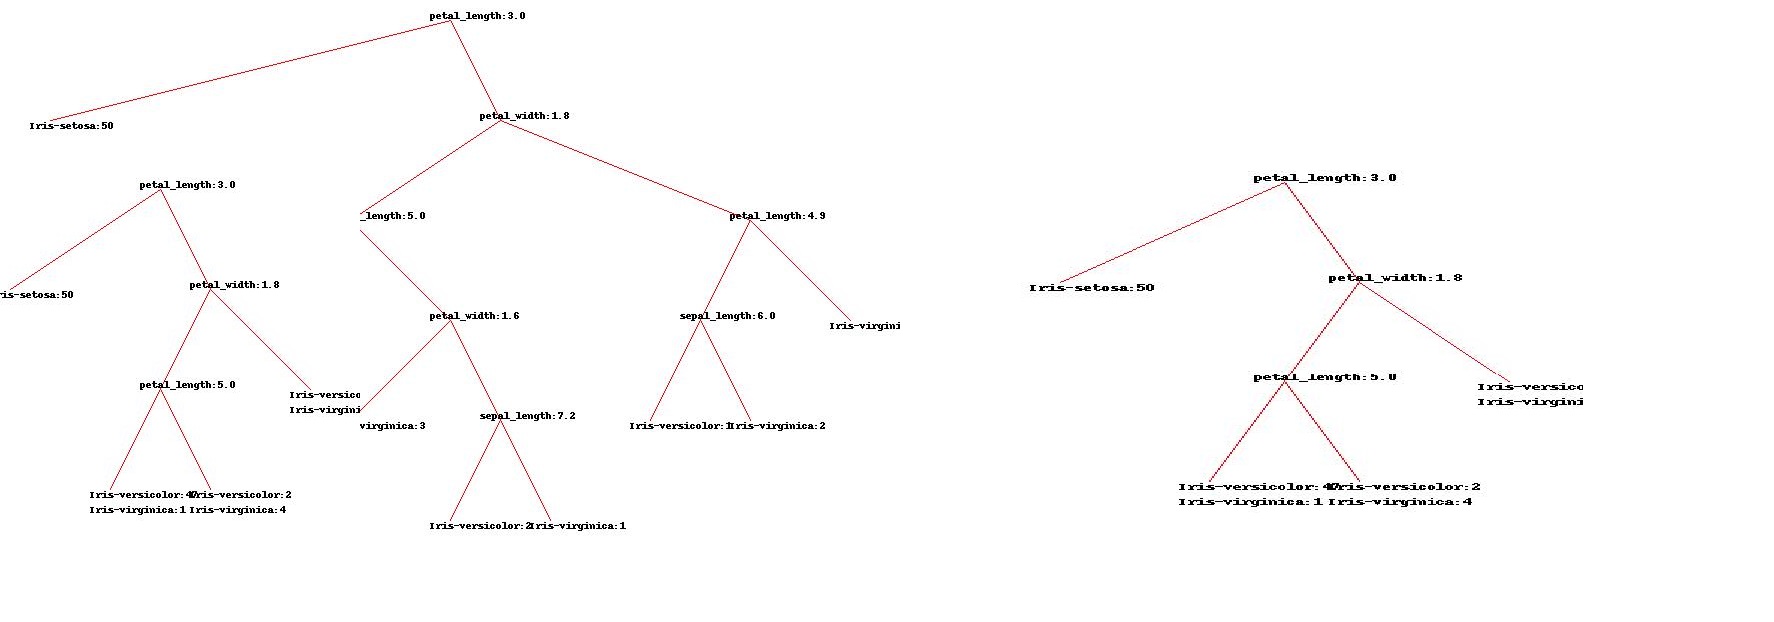 petal_length:3.0
Iris-setosa:50
petal_width:1.8
_length:5.0
petal_length:4.9
petal_width:1.6
sepal_length:6.0
Iris-virgini
virginica:3
sepal_length:7.2
Iris-versicolor:1
Iris-virginica:2
Iris-versicolor:2
Iris-virginica:1
petal_length:3.0
ris-setosa:50
petal_width:1.8
petal_length:5.0
Iris-versico
Iris-virgini
Iris-versicolor:47
Iris-virginica:1
Iris-versicolor:2
Iris-virginica:4
petal_length:3.0
Iris-setosa:50
petal_width:1.8
petal_length:5.0
Iris-versico
Iris-virgini
Iris-versicolor:47
Iris-virginica:1
Iris-versicolor:2
Iris-virginica:4